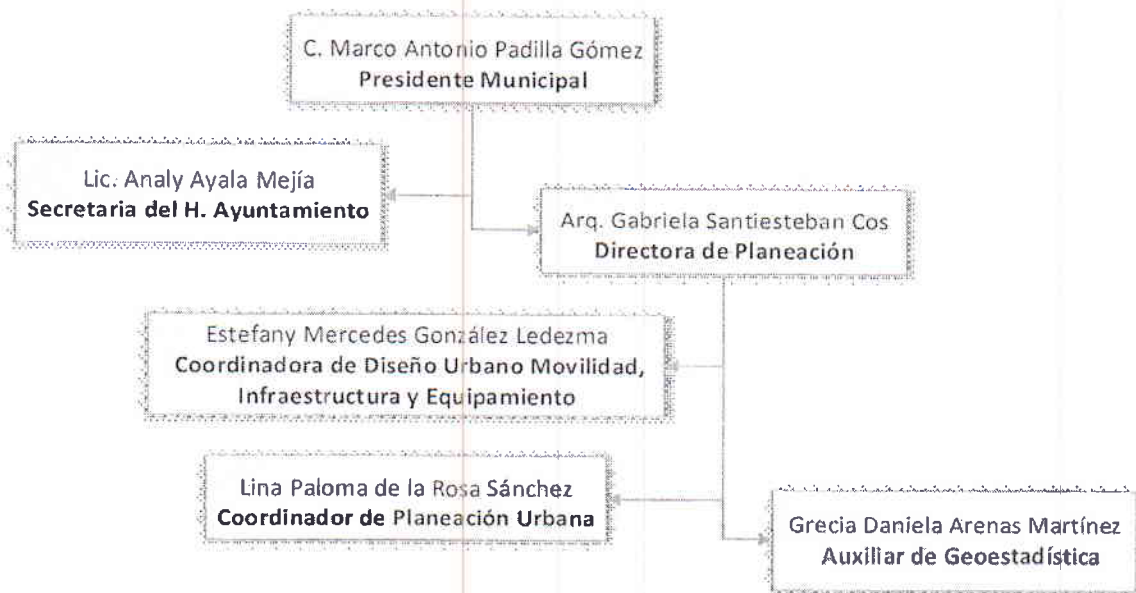 C. Marco Antonio Padilla Gómez
Presidente Municipal
Lic. Analy Ayala Mejía
Secretaria del H. Ayuntamiento
Arq. Gabriela Santiesteban Cos
Directora de Planeación
Estefany Mercedes González Ledezma
Coordinadora de Diseño Urbano Movilidad,
Infraestructura y Equipamiento
Lina Paloma de la Rosa Sánchez
Coordinador de Planeación Urbana
Grecia Daniela Arenas Martínez
Auxiliar de Geoestadística